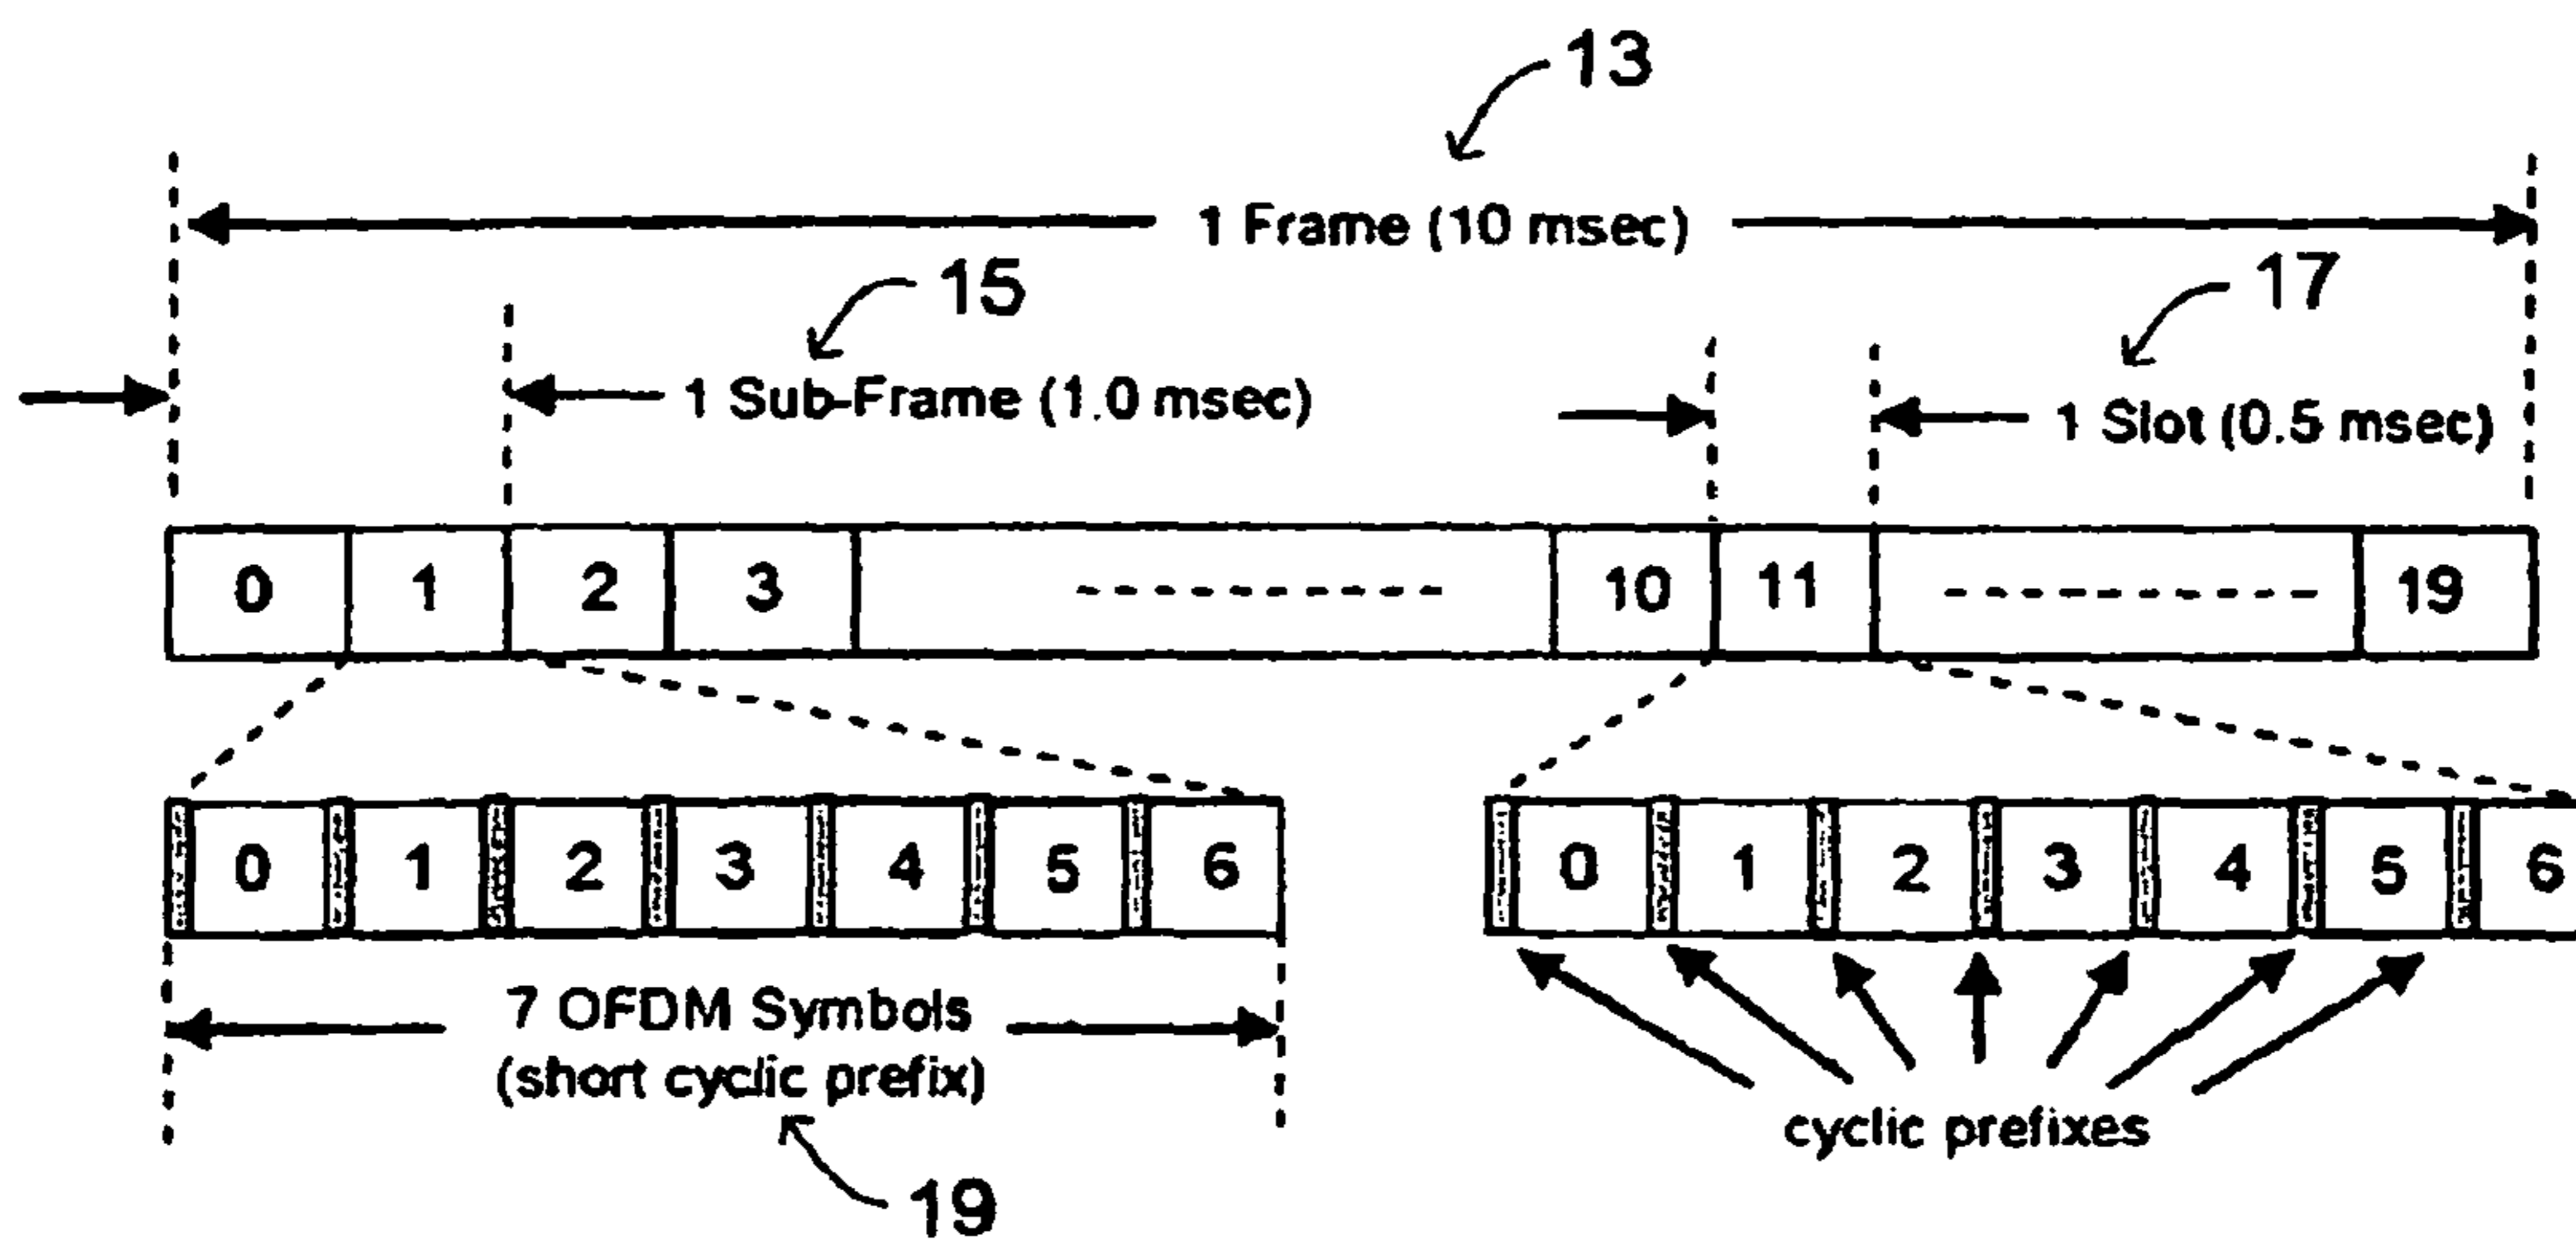 13
1 Frame (10 msec)
15
17
1 Sub-Frame (1.0 msec)
1 Slot (0.5 msec)
0 1 2 3 10 11 19
0 1 2 3 4 5 6
0 1 2 3 4 5 6
7 OFDM Symbols
(short cyclic prefix)
cyclic prefixes
19